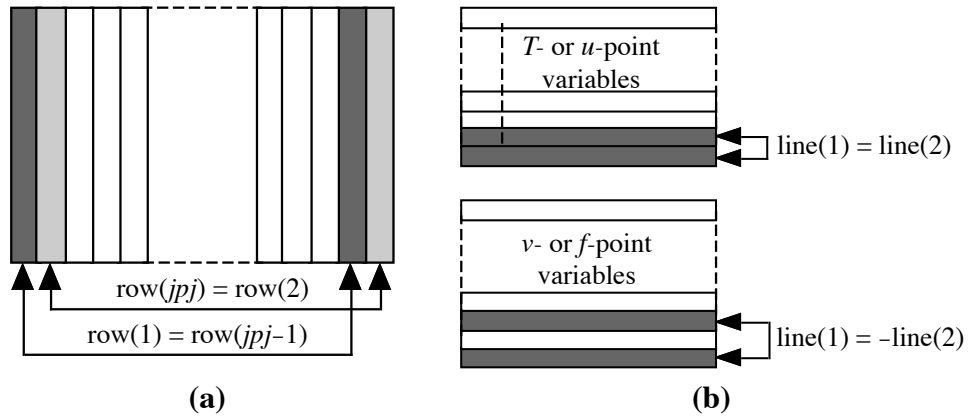 row(jpj) = row(2)
row(1) = row(jpj–1)
(a)
T- or u-point
variables
line(1) = line(2)
v- or f-point
variables
line(1) = –line(2)
(b)